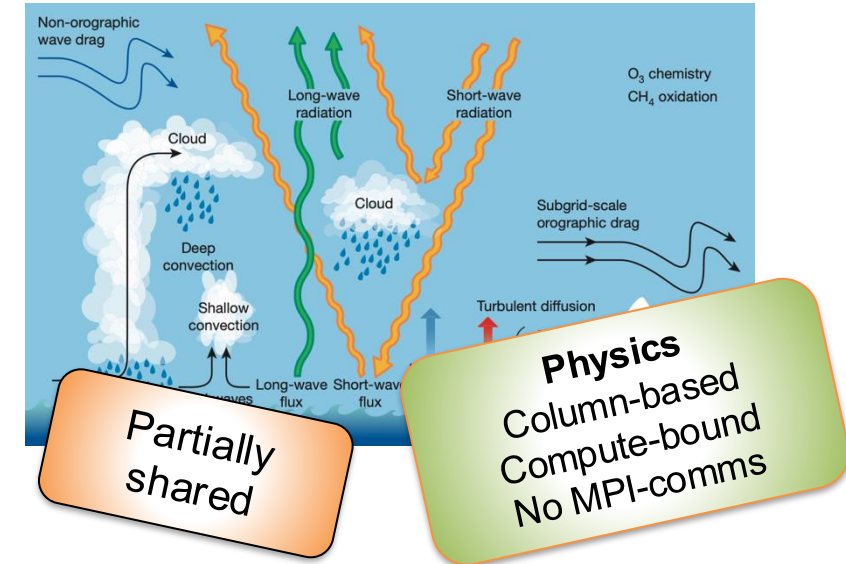 Non-orographic
wave drag
Long-wave
radiation
Short-wave
radiation
O₃ chemistry
CH₄ oxidation
Cloud
Cloud
Subgrid-scale
orographic drag
Deep
convection
Shallow
convection
Turbulent diffusion
Long-wave
flux
Short-wave
flux
Partially
shared
Physics
Column-based
Compute-bound
No MPI-comms